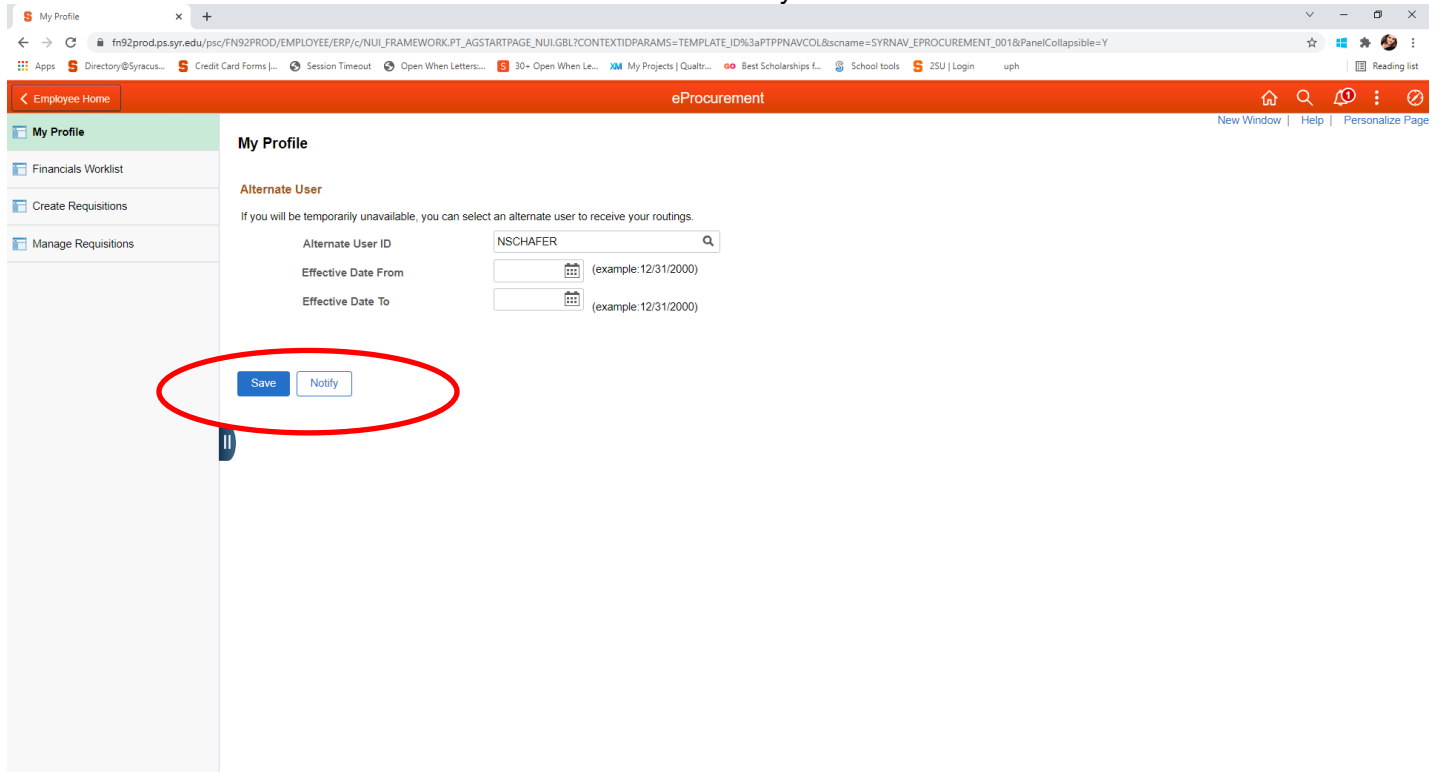 My Profile
fn92prod.ps.syr.edu/psc/FN92PROD/EMPLOYEE/ERP/c/NUI_FRAMEWORK.PT_AGSTARTPAGE_NUI.GBL?CONTEXTIDPARAMS=TEMPLATE_ID%3aPTPPNAVCOL&scname=SYRNAV_EPROCUREMENT_001&PanelCollapsible=Y
Apps Directory@Syracus... Credit Card Forms |... Session Timeout Open When Letters:... 30+ Open When Le... My Projects | Qualtr... Best Scholarships f... School tools 2SU | Login uph Reading list
Employee Home eProcurement 1
New Window | Help | Personalize Page
My Profile
Financials Worklist
Create Requisitions
Manage Requisitions
My Profile
Alternate User
If you will be temporarily unavailable, you can select an alternate user to receive your routings.
Alternate User ID NSCHAFER
Effective Date From (example:12/31/2000)
Effective Date To (example:12/31/2000)
Save Notify